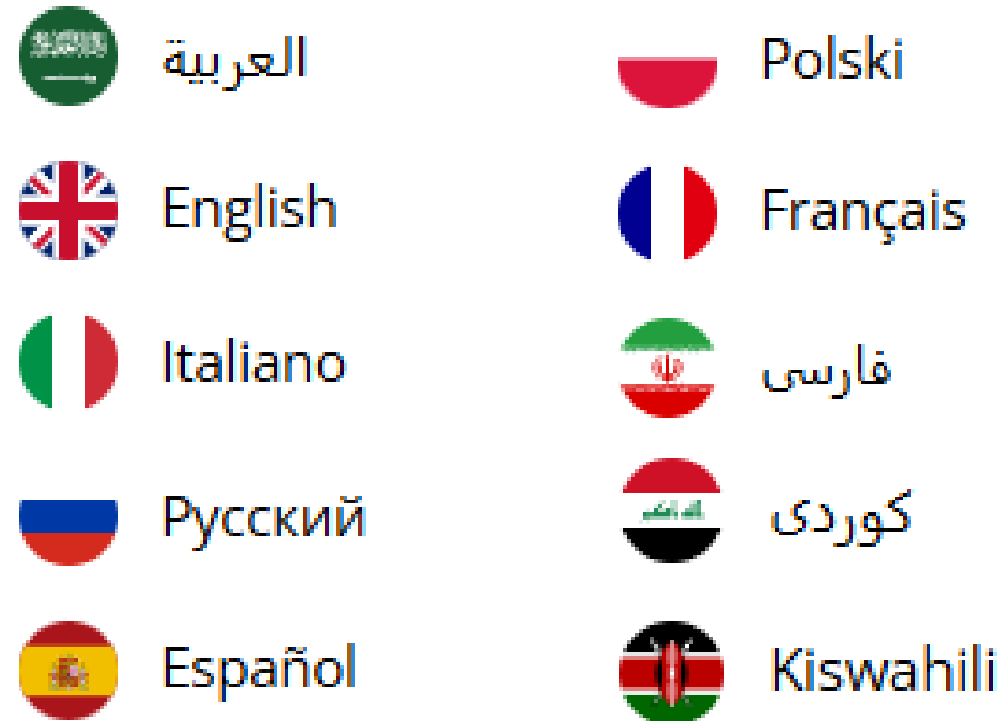 العربية
English
Italiano
Русский
Español
Polski
Français
فارسی
کوردی
Kiswahili